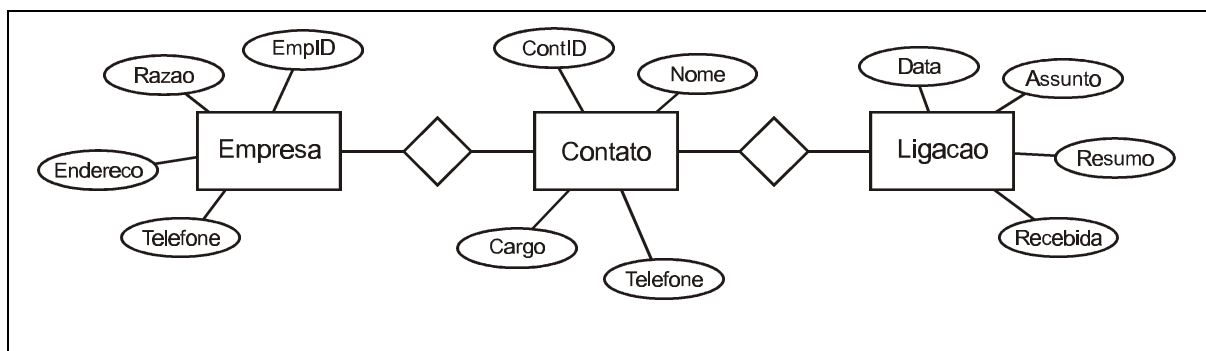 EmpID
Razao
Empresa
Endereco
Telefone
ContID
Nome
Contato
Cargo
Telefone
Data
Assunto
Ligacao
Resumo
Recebida